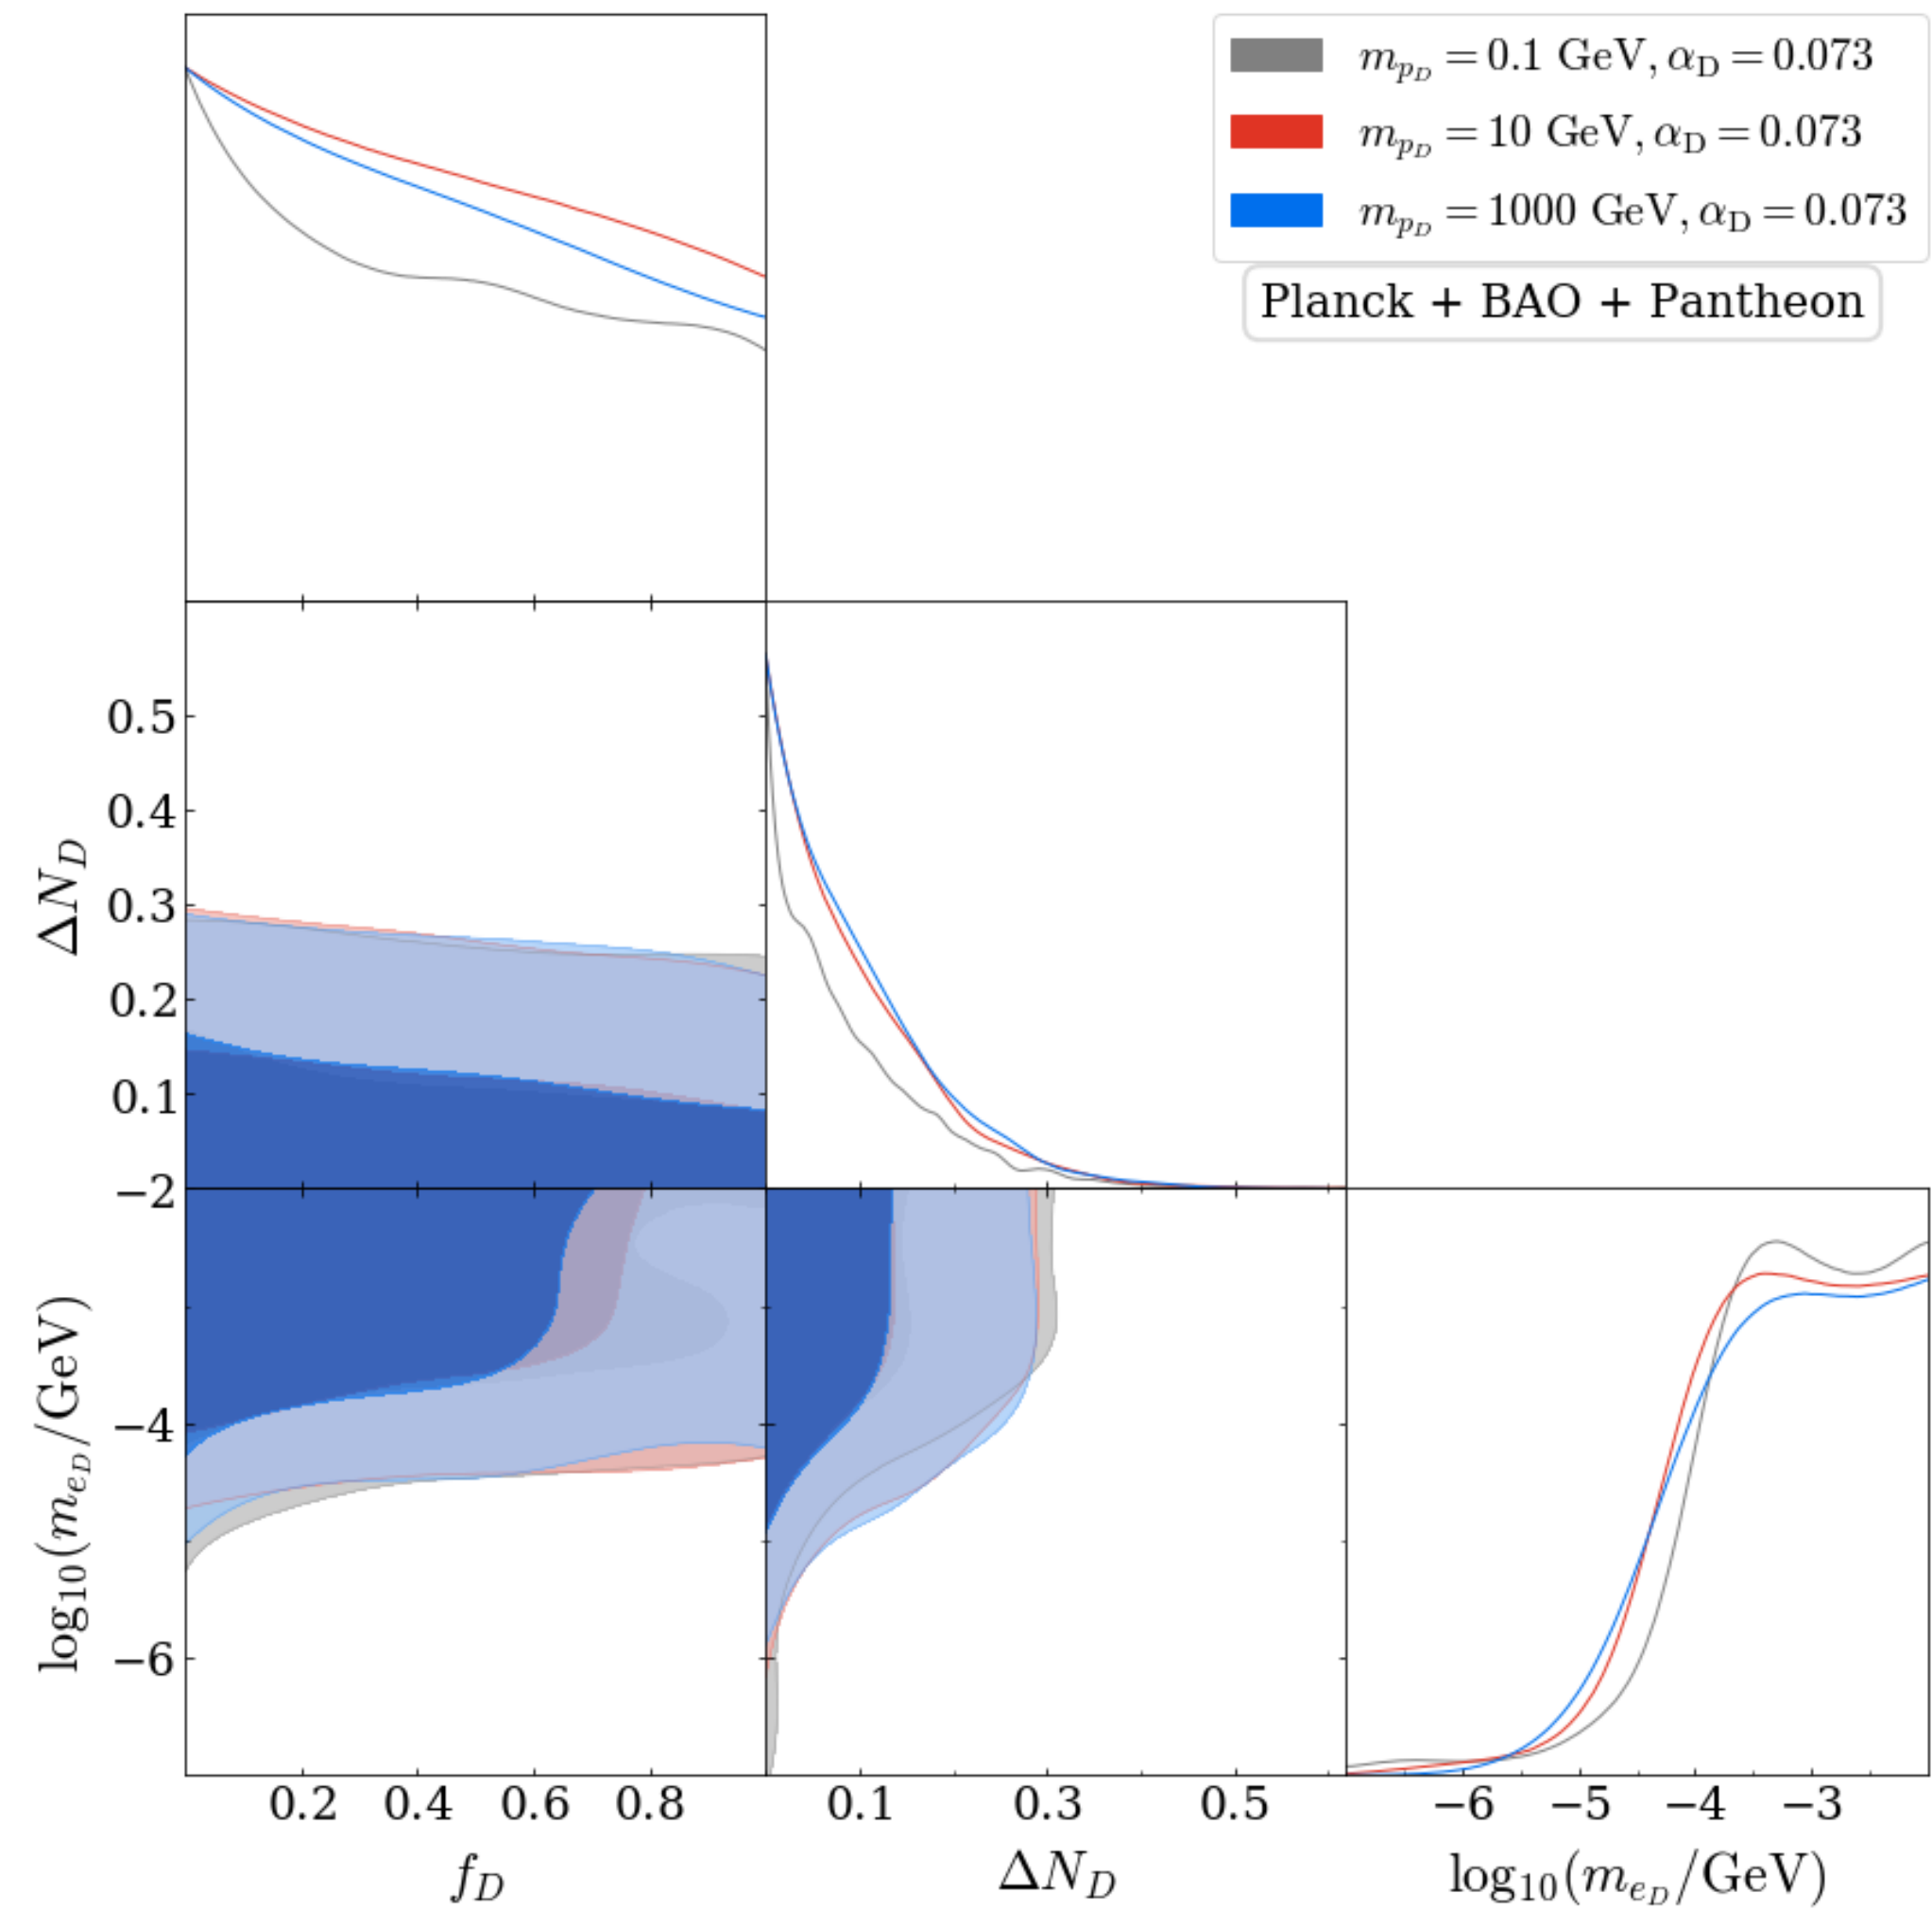 m_{p_D} = 0.1 GeV, α_D = 0.073
m_{p_D} = 10 GeV, α_D = 0.073
m_{p_D} = 1000 GeV, α_D = 0.073
Planck + BAO + Pantheon
ΔN_D
0.5
0.4
0.3
0.2
0.1
log₁₀(m_{e_D}/GeV)
−2
−4
−6
0.2 0.4 0.6 0.8
f_D
0.1 0.3 0.5
ΔN_D
−6 −5 −4 −3
log₁₀(m_{e_D}/GeV)